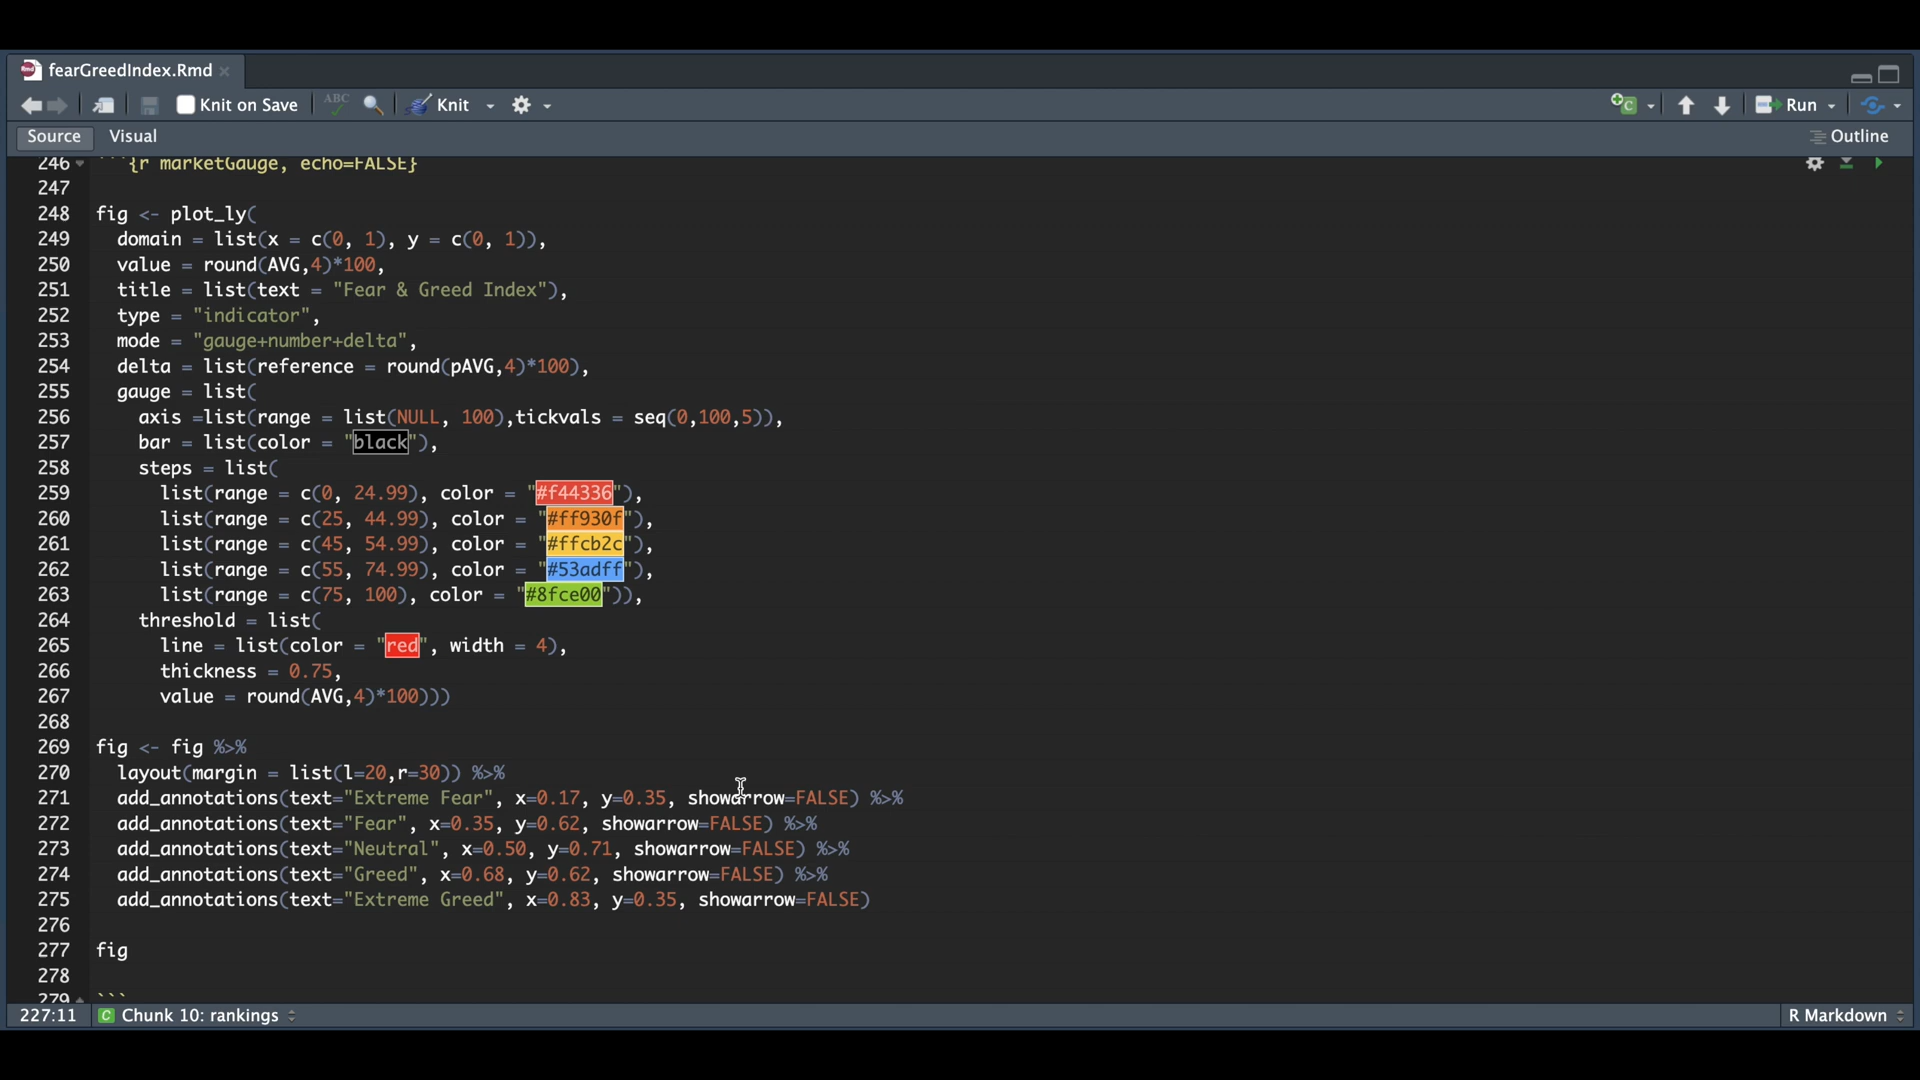 fearGreedIndex.Rmd
Knit on Save ABC Knit Run
Source Visual Outline
246 ```{r marketGauge, echo=FALSE}
247
248 fig <- plot_ly(
249   domain = list(x = c(0, 1), y = c(0, 1)),
250   value = round(AVG,4)*100,
251   title = list(text = "Fear & Greed Index"),
252   type = "indicator",
253   mode = "gauge+number+delta",
254   delta = list(reference = round(pAVG,4)*100),
255   gauge = list(
256     axis =list(range = list(NULL, 100),tickvals = seq(0,100,5)),
257     bar = list(color = "black"),
258     steps = list(
259       list(range = c(0, 24.99), color = "#f44336"),
260       list(range = c(25, 44.99), color = "#ff930f"),
261       list(range = c(45, 54.99), color = "#ffcb2c"),
262       list(range = c(55, 74.99), color = "#53adff"),
263       list(range = c(75, 100), color = "#8fce00")),
264     threshold = list(
265       line = list(color = "red", width = 4),
266       thickness = 0.75,
267       value = round(AVG,4)*100)))
268
269 fig <- fig %>%
270   layout(margin = list(l=20,r=30)) %>%
271   add_annotations(text="Extreme Fear", x=0.17, y=0.35, showarrow=FALSE) %>%
272   add_annotations(text="Fear", x=0.35, y=0.62, showarrow=FALSE) %>%
273   add_annotations(text="Neutral", x=0.50, y=0.71, showarrow=FALSE) %>%
274   add_annotations(text="Greed", x=0.68, y=0.62, showarrow=FALSE) %>%
275   add_annotations(text="Extreme Greed", x=0.83, y=0.35, showarrow=FALSE)
276
277 fig
278
279 ```
227:11 C Chunk 10: rankings R Markdown